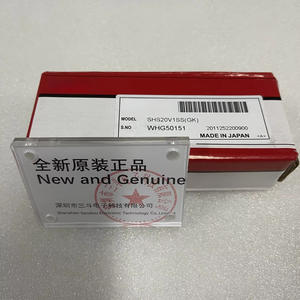 MODEL SHS20V1SS(GK)
S.NO WHG50151 2011252200900
MADE IN JAPAN
全新原装正品
New and Genuine
深圳市三斗电子科技有限公司